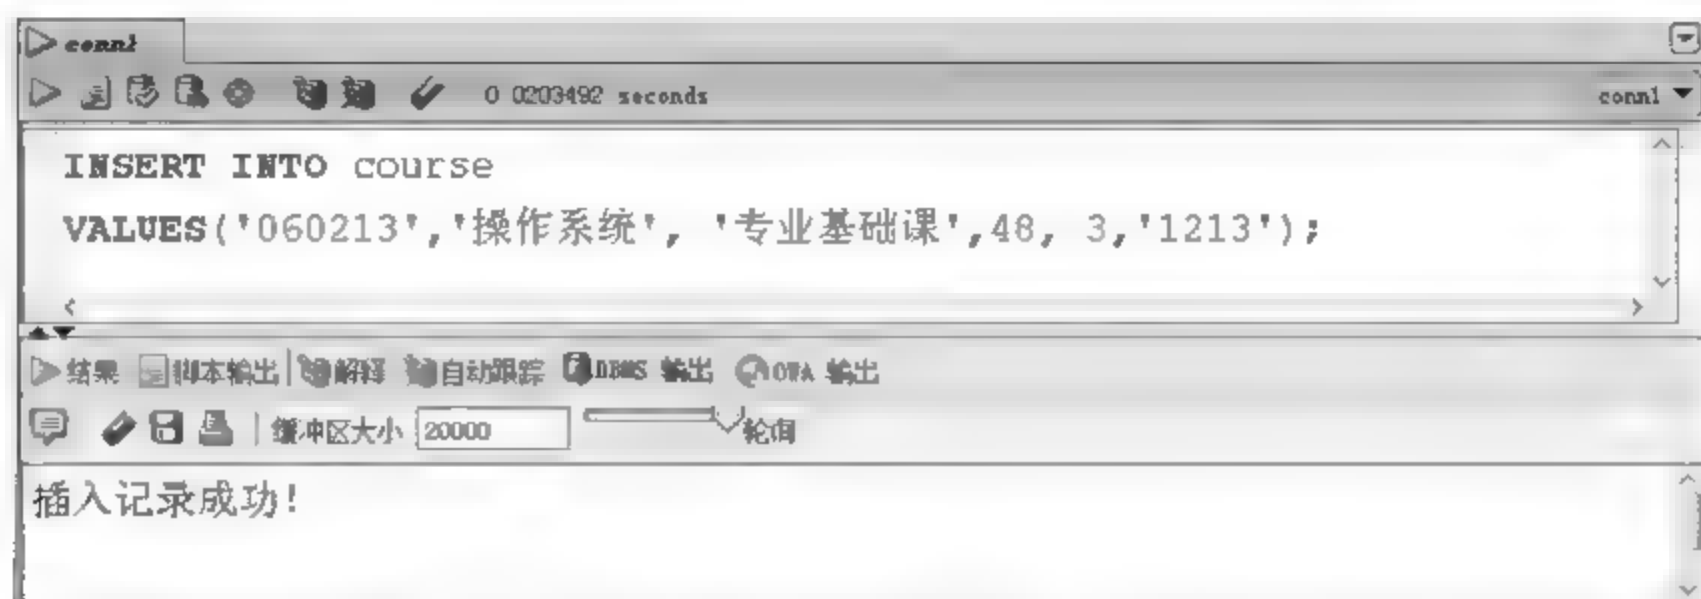 conn1
0.0203492 seconds
conn1
INSERT INTO course
VALUES('060213','操作系统', '专业基础课',48, 3,'1213');
结果 脚本输出 解释 自动跟踪 DBMS 输出 OWA 输出
缓冲区大小 20000 轮询
插入记录成功!